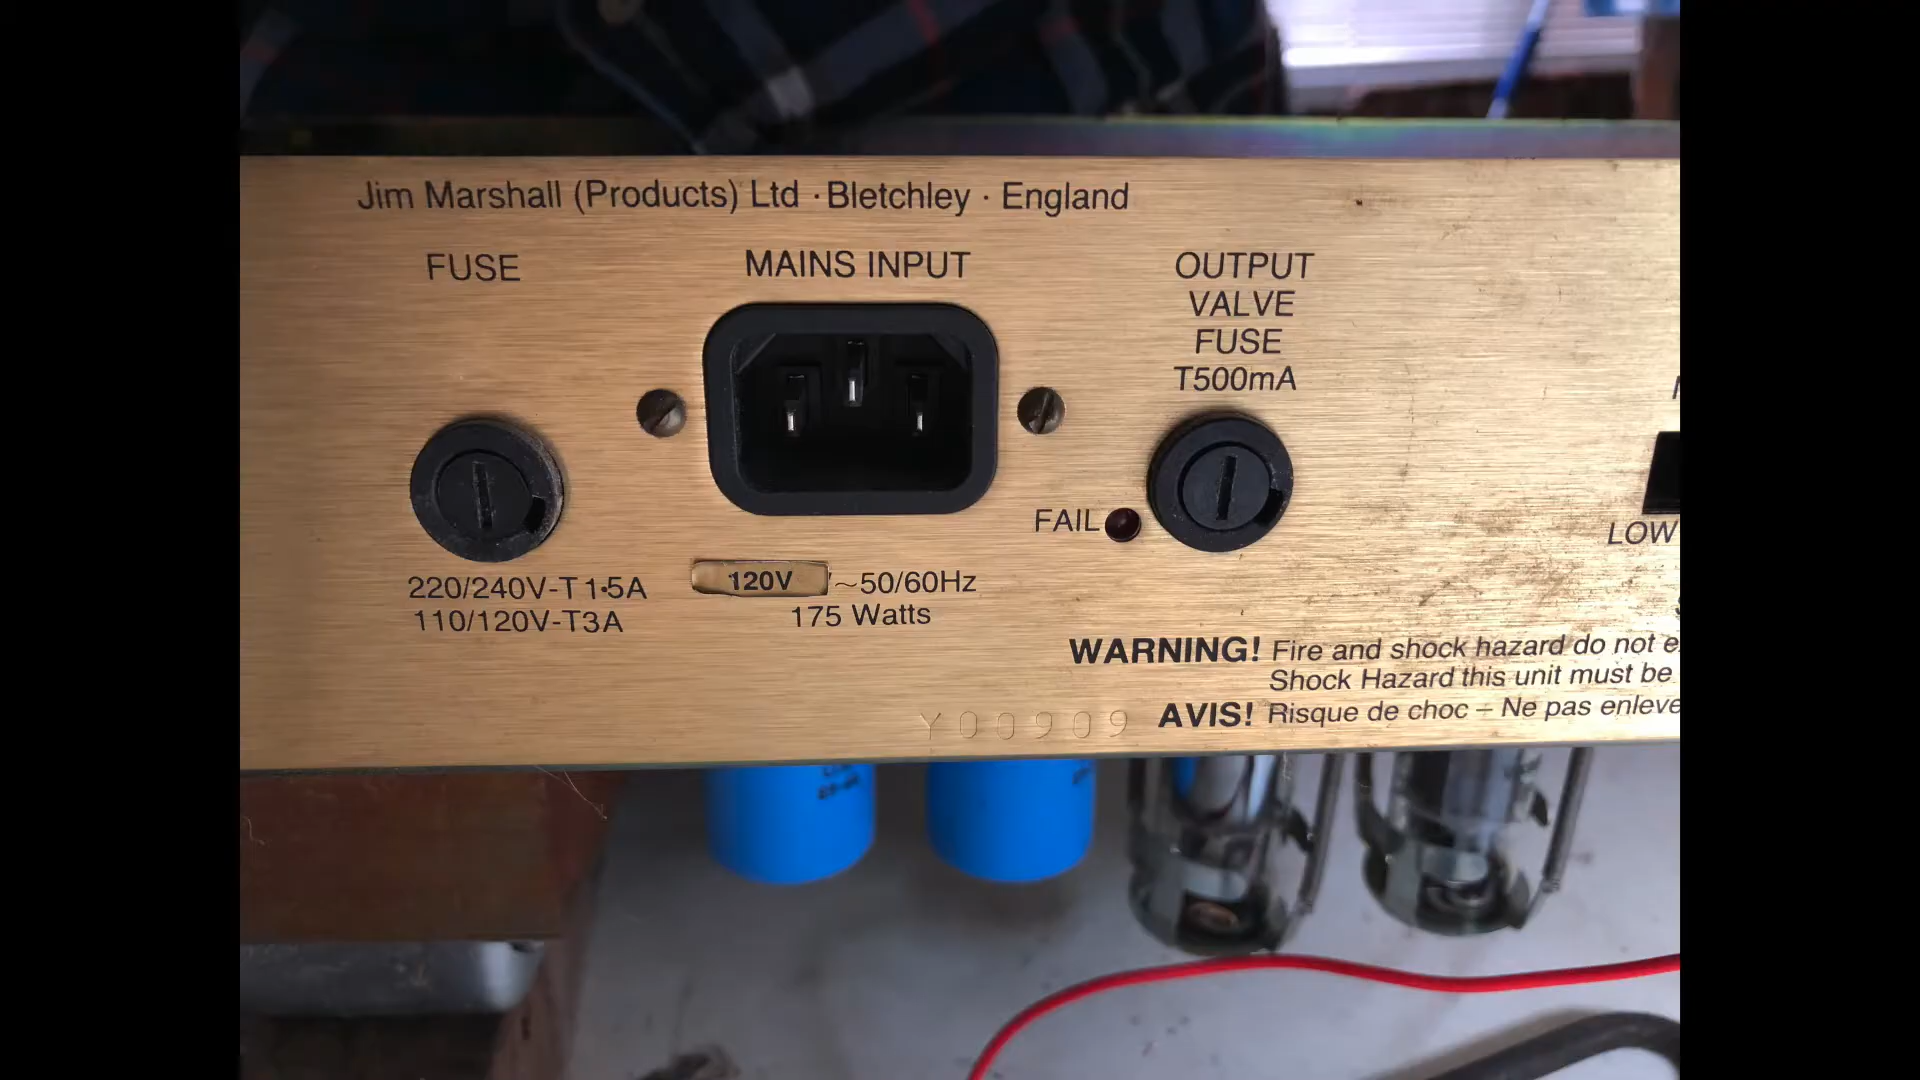 Jim Marshall (Products) Ltd · Bletchley · England
FUSE
MAINS INPUT
OUTPUT
VALVE
FUSE
T500mA
FAIL
LOW
220/240V-T1·5A
110/120V-T3A
120V ~50/60Hz
175 Watts
WARNING! Fire and shock hazard do not
Shock Hazard this unit must be
AVIS! Risque de choc – Ne pas
Y00909